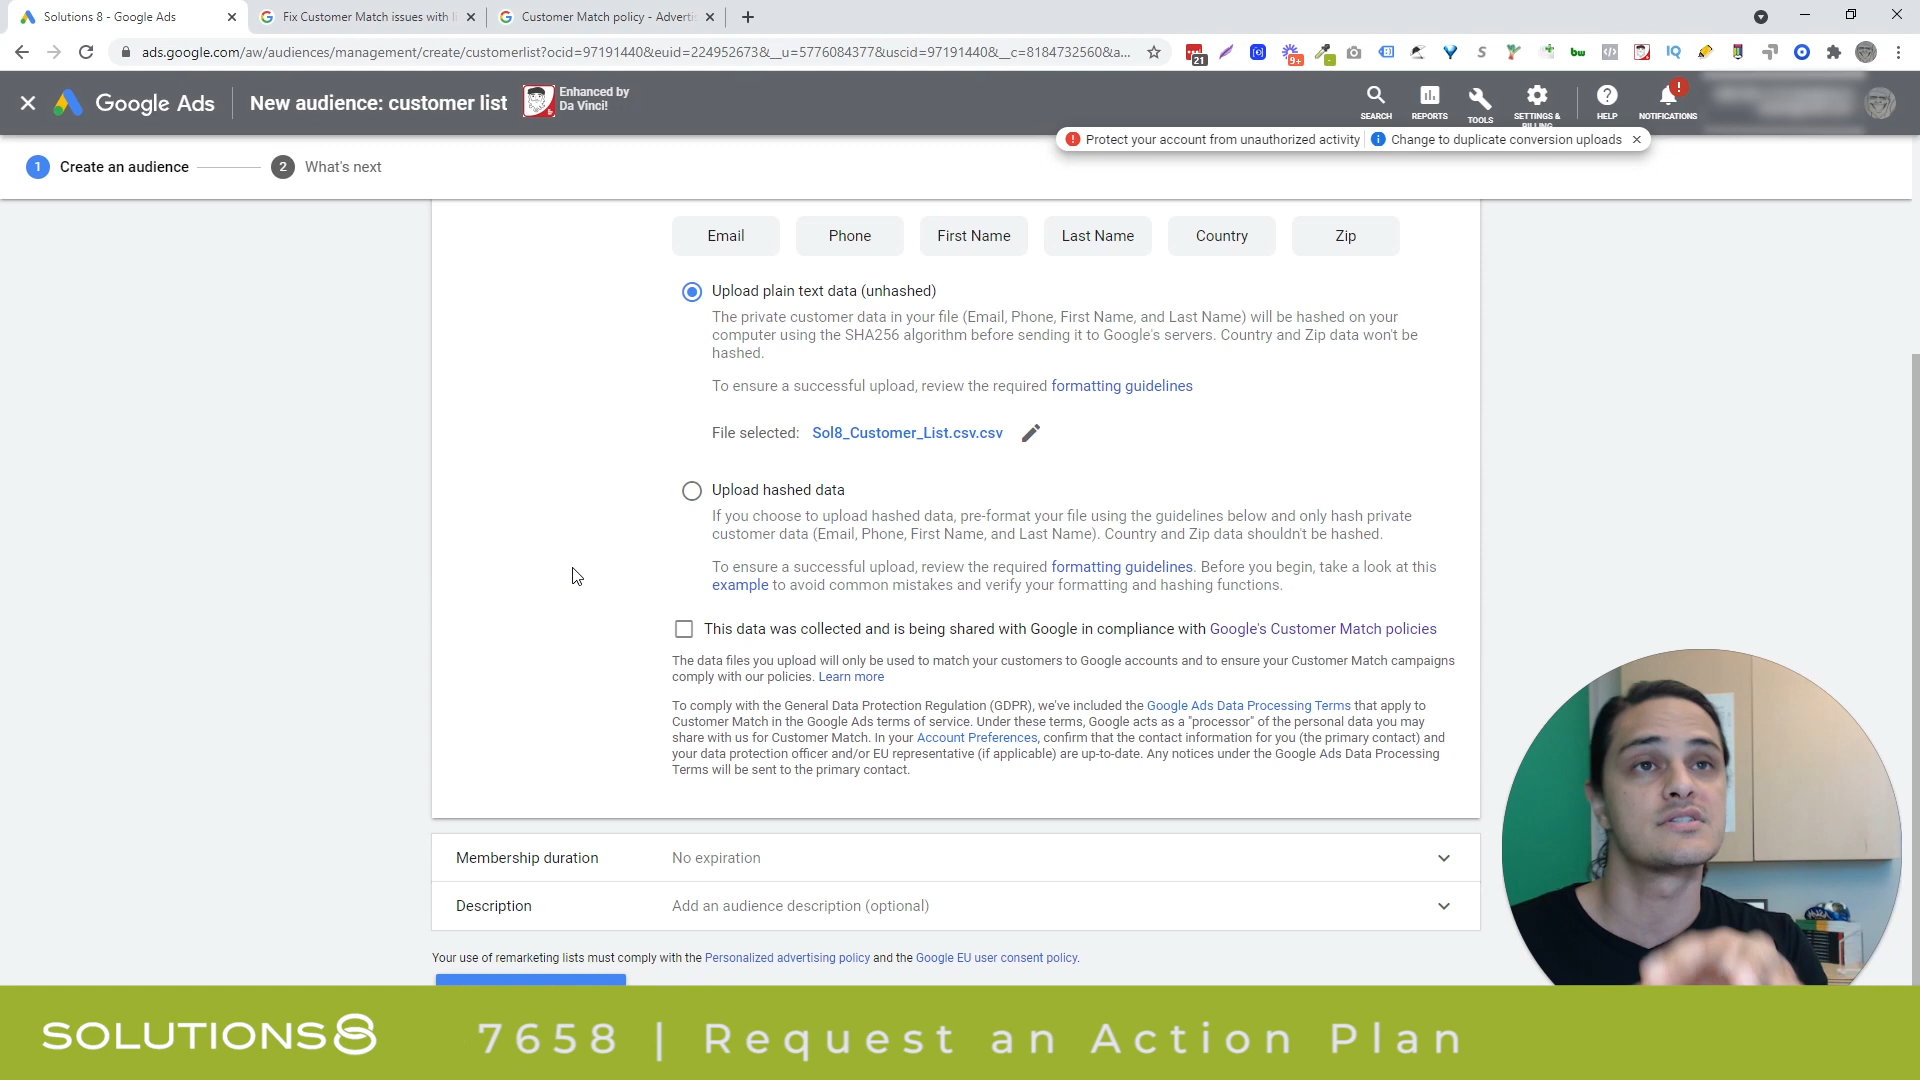 Solutions 8 - Google Ads
Fix Customer Match issues with li
Customer Match policy - Adverti
ads.google.com/aw/audiences/management/create/customerlist?ocid=97191440&euid=224952673&__u=5776084377&uscid=97191440&__c=8184732560&a...
21
9+
bw
IQ
Google Ads
New audience: customer list
Enhanced by
Da Vinci!
SEARCH
REPORTS
TOOLS
SETTINGS &
BILLING
HELP
NOTIFICATIONS
Protect your account from unauthorized activity
Change to duplicate conversion uploads
1 Create an audience
2 What's next
Email
Phone
First Name
Last Name
Country
Zip
Upload plain text data (unhashed)
The private customer data in your file (Email, Phone, First Name, and Last Name) will be hashed on your
computer using the SHA256 algorithm before sending it to Google's servers. Country and Zip data won't be
hashed.
To ensure a successful upload, review the required formatting guidelines
File selected: Sol8_Customer_List.csv.csv
Upload hashed data
If you choose to upload hashed data, pre-format your file using the guidelines below and only hash private
customer data (Email, Phone, First Name, and Last Name). Country and Zip data shouldn't be hashed.
To ensure a successful upload, review the required formatting guidelines. Before you begin, take a look at this
example to avoid common mistakes and verify your formatting and hashing functions.
This data was collected and is being shared with Google in compliance with Google's Customer Match policies
The data files you upload will only be used to match your customers to Google accounts and to ensure your Customer Match campaigns
comply with our policies. Learn more
To comply with the General Data Protection Regulation (GDPR), we've included the Google Ads Data Processing Terms that apply to
Customer Match in the Google Ads terms of service. Under these terms, Google acts as a "processor" of the personal data you may
share with us for Customer Match. In your Account Preferences, confirm that the contact information for you (the primary contact) and
your data protection officer and/or EU representative (if applicable) are up-to-date. Any notices under the Google Ads Data Processing
Terms will be sent to the primary contact.
Membership duration
No expiration
Description
Add an audience description (optional)
Your use of remarketing lists must comply with the Personalized advertising policy and the Google EU user consent policy.
SOLUTIONS 8
7658 | Request an Action Plan